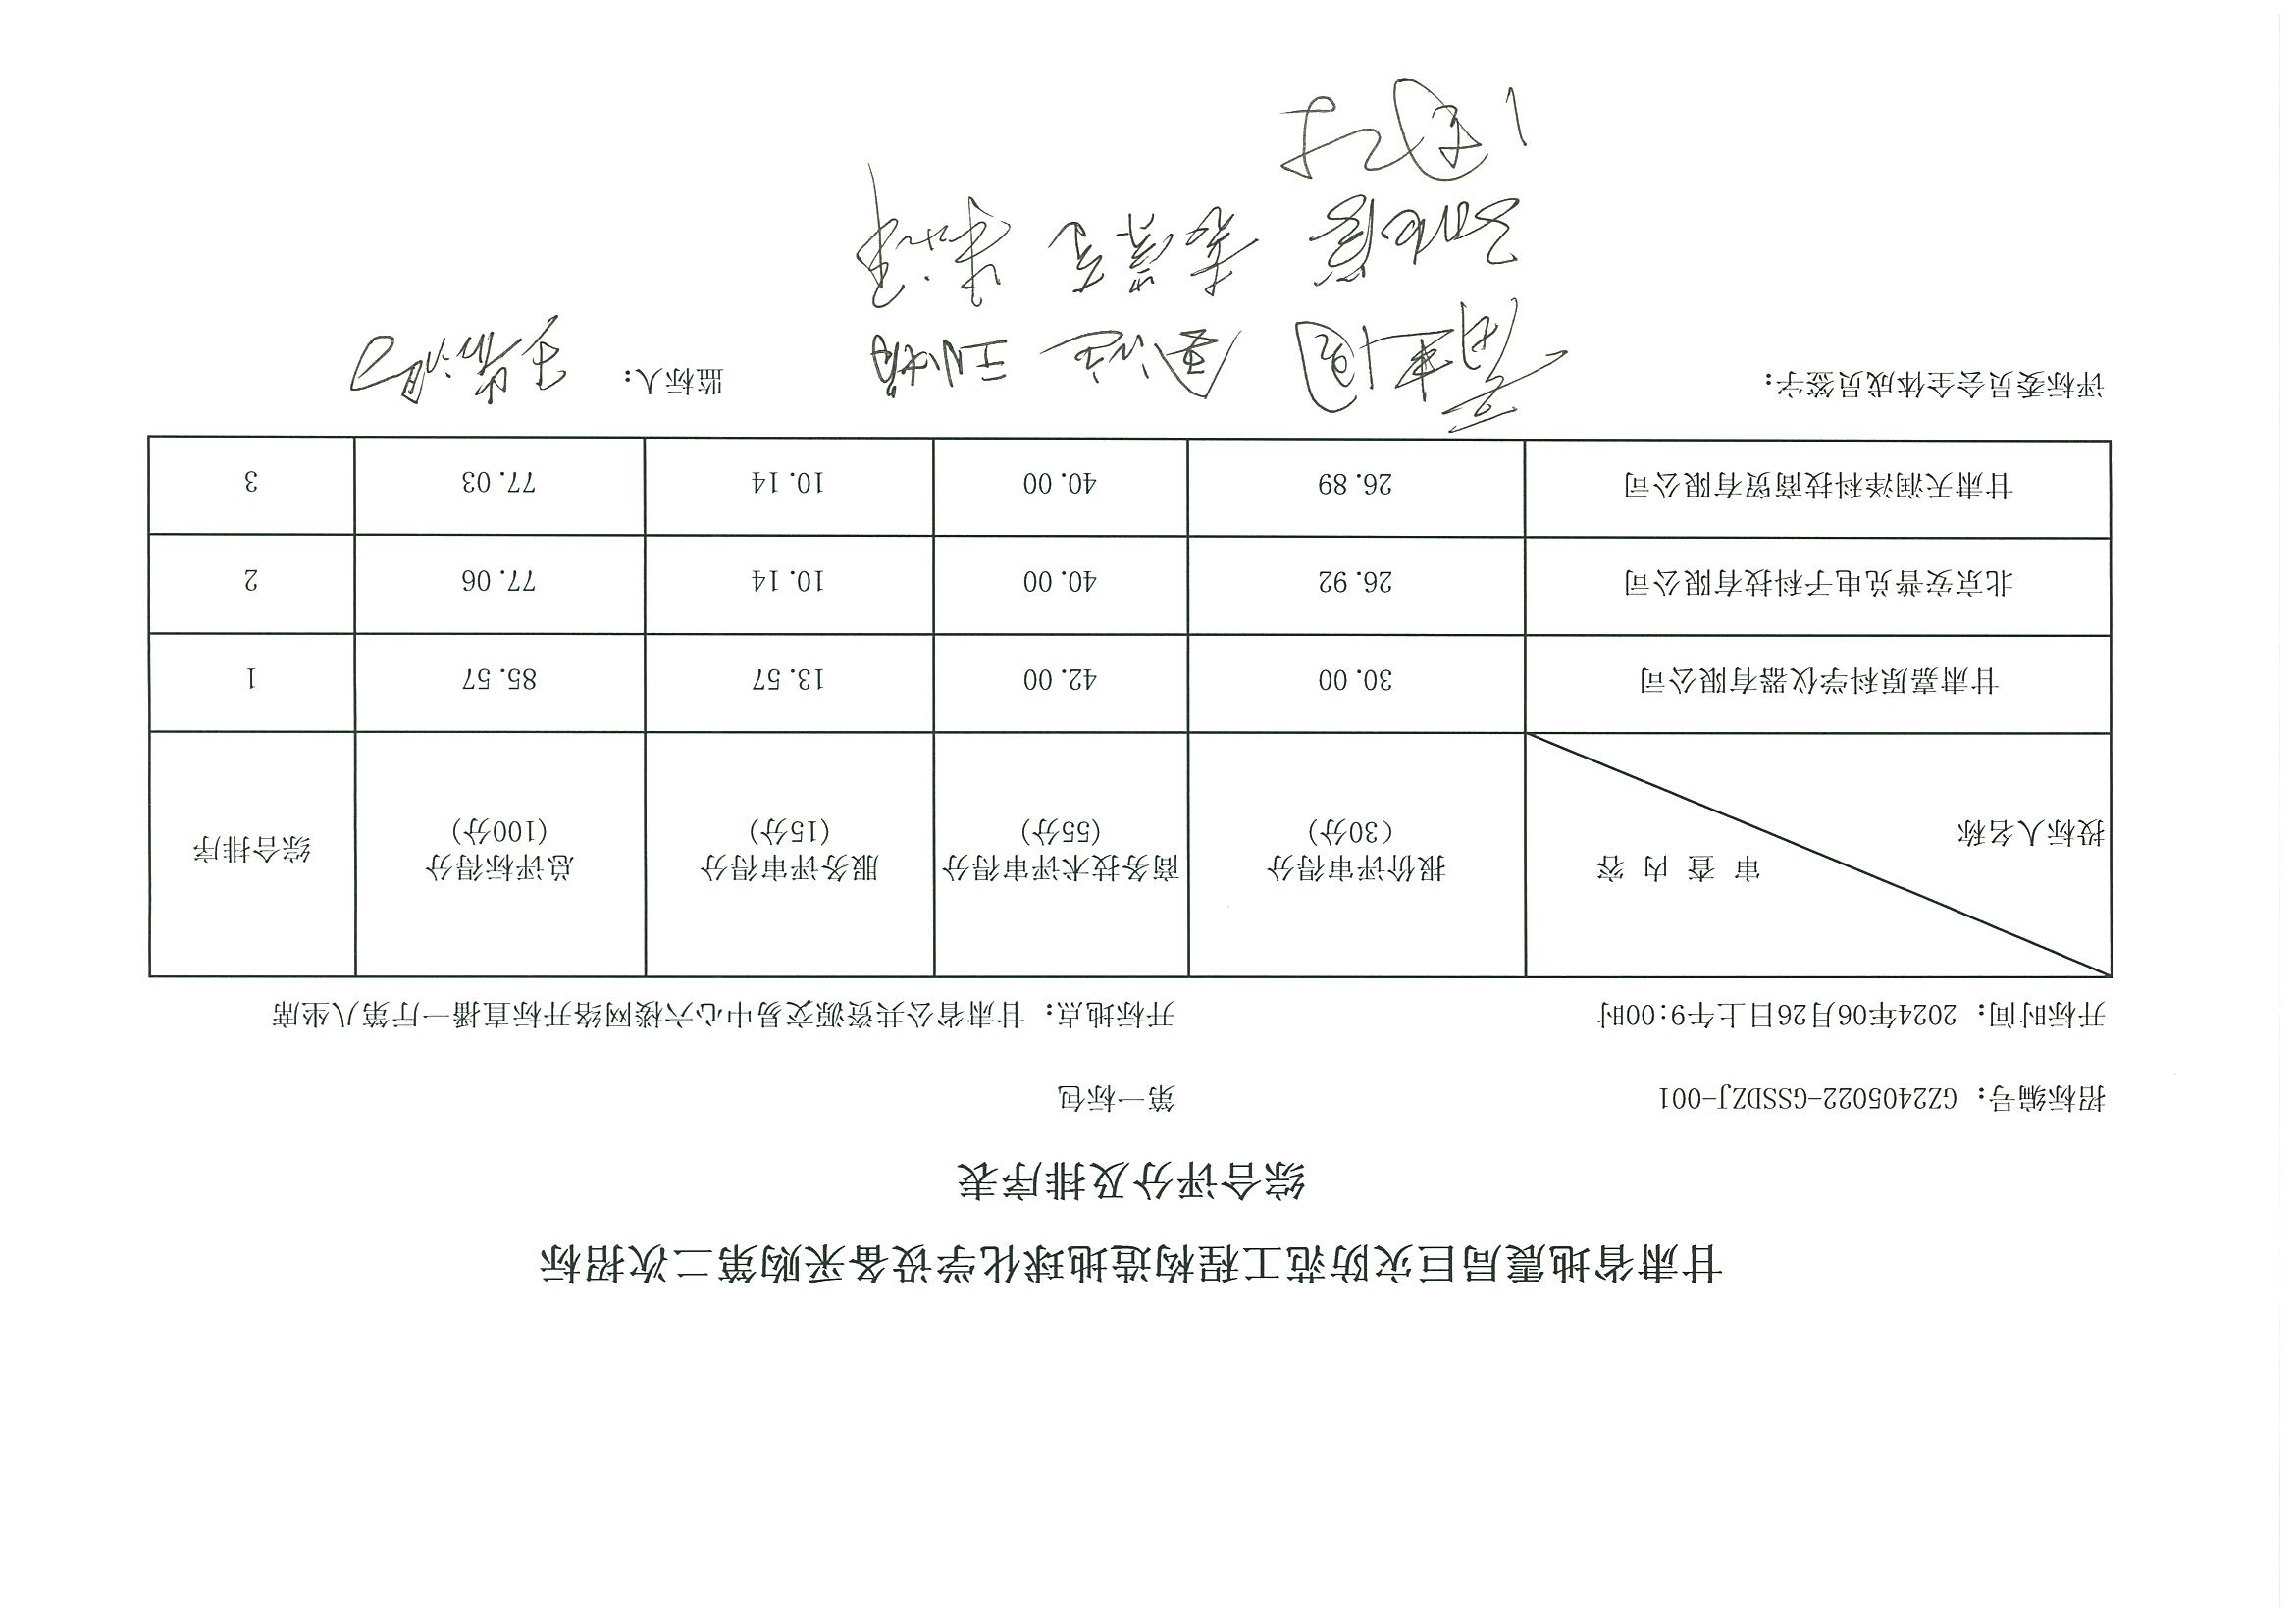 甘肃省地震局巨灾防范工程构造地球化学设备采购第二次招标
综合评分及排序表
招标编号：GZ2405022-GSSDZJ-001 第一标包
开标时间：2024年06月26日上午9:00时 开标地点：甘肃省公共资源交易中心六楼网络开标直播一厅第八坐席
审 查 内 容 报价评审得分 商务技术评审得分 服务评审得分 总评标得分 综合排序
投标人名称 （30分） (55分) (15分) (100分)
甘肃嘉原科学仪器有限公司 30.00 42.00 13.57 85.57 1
北京安普兑电子科技有限公司 26.92 40.00 10.14 77.06 2
甘肃天润泽科技商贸有限公司 26.89 40.00 10.14 77.03 3
评标委员会全体成员签字： 监标人：